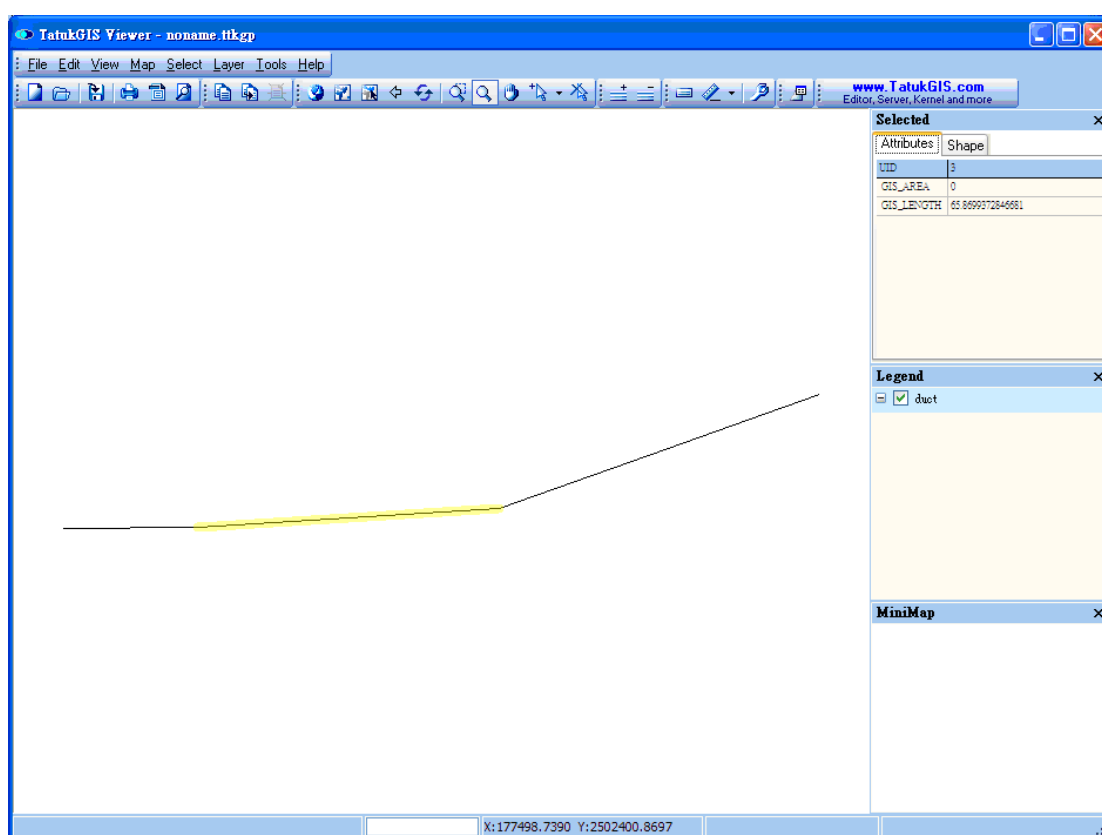 TatukGIS Viewer - noname.ttkgp
File Edit View Map Select Layer Tools Help
www.TatukGIS.com
Editor, Server, Kernel and more
Selected
Attributes Shape
UID 3
GIS_AREA 0
GIS_LENGTH 65.8699372846681
Legend
duct
MiniMap
X:177498.7390 Y:2502400.8697